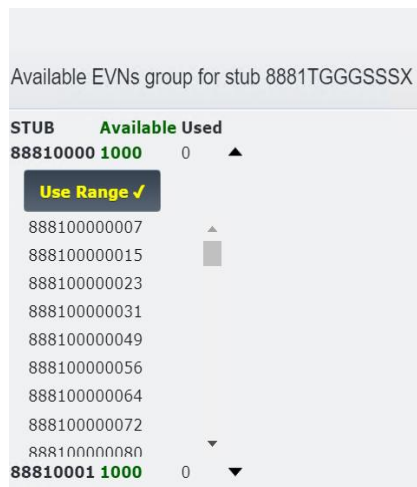 Available EVNs group for stub 8881TGGGSSSX
STUB Available Used
88810000 1000 0 ▲
Use Range ✓
888100000007
888100000015
888100000023
888100000031
888100000049
888100000056
888100000064
888100000072
888100000080
88810001 1000 0 ▼